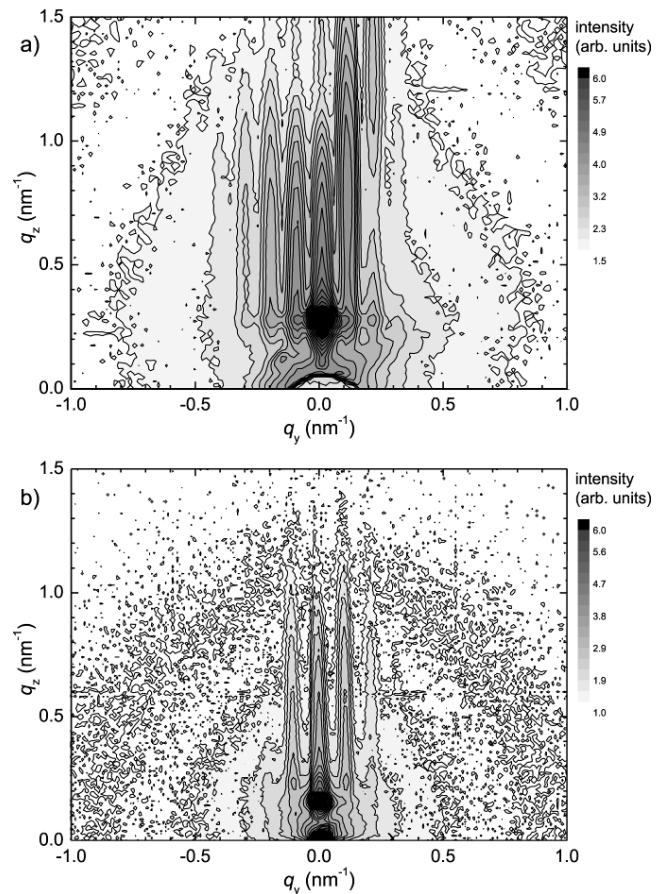 a)
1.5
1.0
0.5
0.0
qz (nm-1)
-1.0 -0.5 0.0 0.5 1.0
qy (nm-1)
intensity
(arb. units)
6.0
5.7
4.9
4.0
3.2
2.3
1.5
b)
1.5
1.0
0.5
0.0
qz (nm-1)
-1.0 -0.5 0.0 0.5 1.0
qy (nm-1)
intensity
(arb. units)
6.0
5.6
4.7
3.8
2.9
1.9
1.0